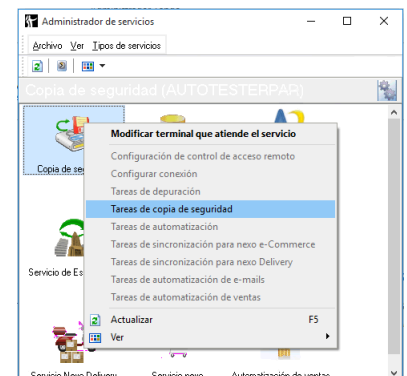 Administrador de servicios
Archivo Ver Tipos de servicios
Copia de seguridad (AUTOTESTERPAR)
Modificar terminal que atiende el servicio
Configuración de control de acceso remoto
Configurar conexión
Copia de se
Tareas de depuración
Tareas de copia de seguridad
Tareas de automatización
Tareas de sincronización para nexo e-Commerce
Servicio de Es
Tareas de sincronización para nexo Delivery
Tareas de automatización de e-mails
Tareas de automatización de ventas
Actualizar F5
Ver
Servicio Nexo Delivery Servicio nexo Automatización de ventas